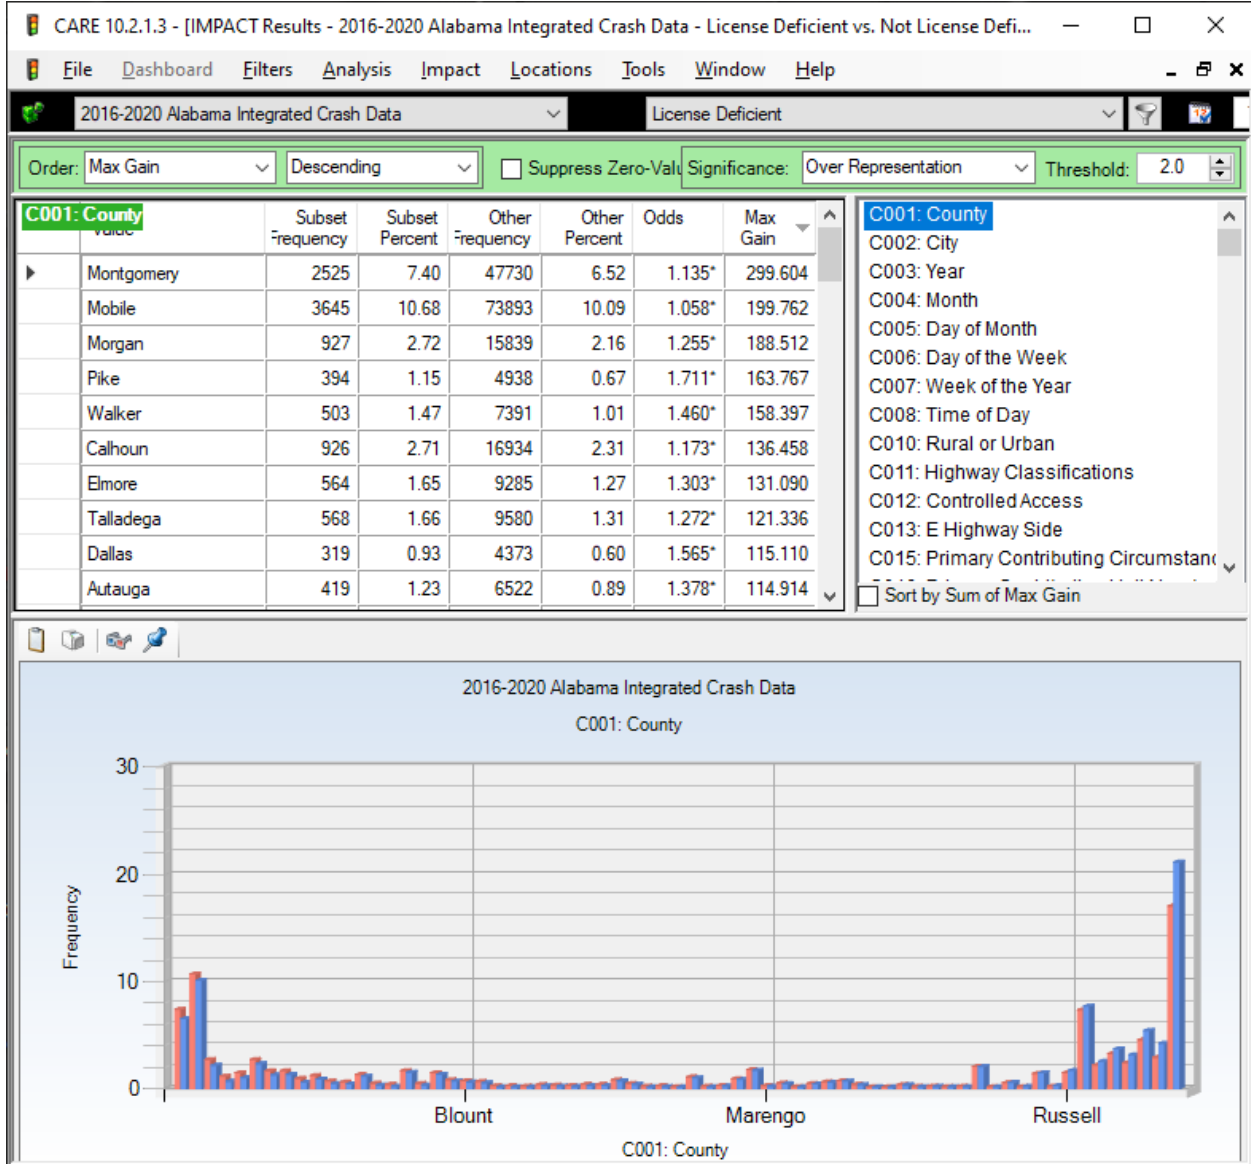 CARE 10.2.1.3 - [IMPACT Results - 2016-2020 Alabama Integrated Crash Data - License Deficient vs. Not License Defi...
File Dashboard Filters Analysis Impact Locations Tools Window Help
2016-2020 Alabama Integrated Crash Data License Deficient
Order: Max Gain Descending Suppress Zero-Valu Significance: Over Representation Threshold: 2.0
C001: County
Subset Frequency Subset Percent Other Frequency Other Percent Odds Max Gain
Montgomery 2525 7.40 47730 6.52 1.135* 299.604
Mobile 3645 10.68 73893 10.09 1.058* 199.762
Morgan 927 2.72 15839 2.16 1.255* 188.512
Pike 394 1.15 4938 0.67 1.711* 163.767
Walker 503 1.47 7391 1.01 1.460* 158.397
Calhoun 926 2.71 16934 2.31 1.173* 136.458
Elmore 564 1.65 9285 1.27 1.303* 131.090
Talladega 568 1.66 9580 1.31 1.272* 121.336
Dallas 319 0.93 4373 0.60 1.565* 115.110
Autauga 419 1.23 6522 0.89 1.378* 114.914
C001: County
C002: City
C003: Year
C004: Month
C005: Day of Month
C006: Day of the Week
C007: Week of the Year
C008: Time of Day
C010: Rural or Urban
C011: Highway Classifications
C012: Controlled Access
C013: E Highway Side
C015: Primary Contributing Circumstanc
Sort by Sum of Max Gain
2016-2020 Alabama Integrated Crash Data
C001: County
Frequency
30
20
10
0
Blount Marengo Russell
C001: County